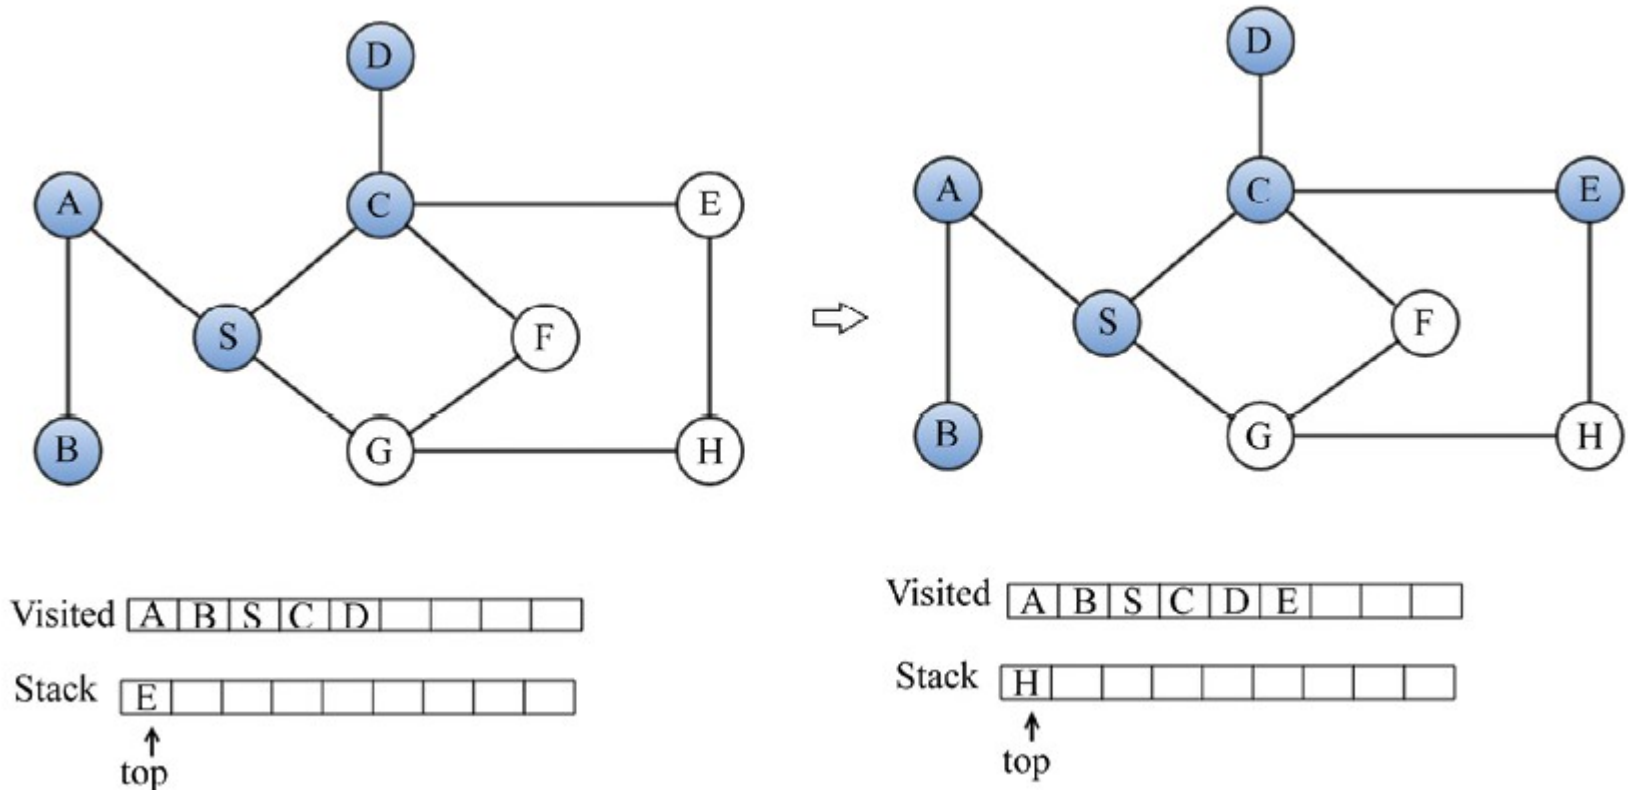 D
A
C
E
S
F
B
G
H
Visited A B S C D
Stack E
top
D
A
C
E
S
F
B
G
H
Visited A B S C D E
Stack H
top